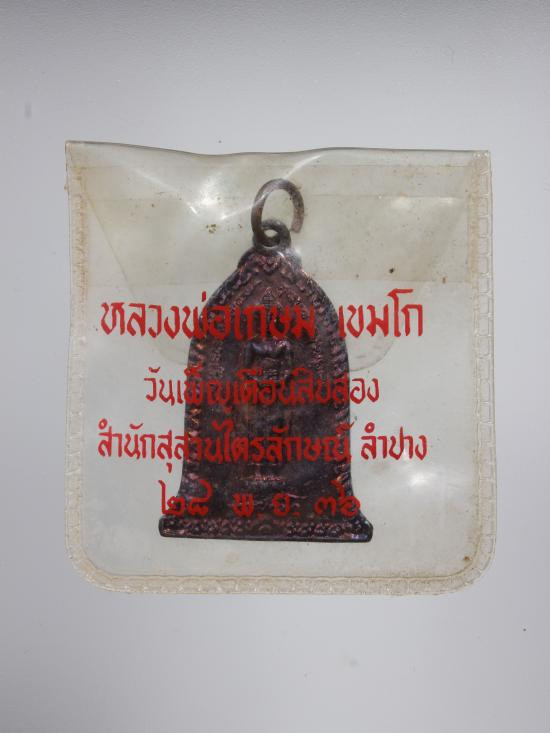 หลวงพ่อเกษม เขมโก
วันเพ็ญเดือนสิบสอง
สำนักสุสานไตรลักษณ์ ลำปาง
๒๘ พ.ย. ๓๖